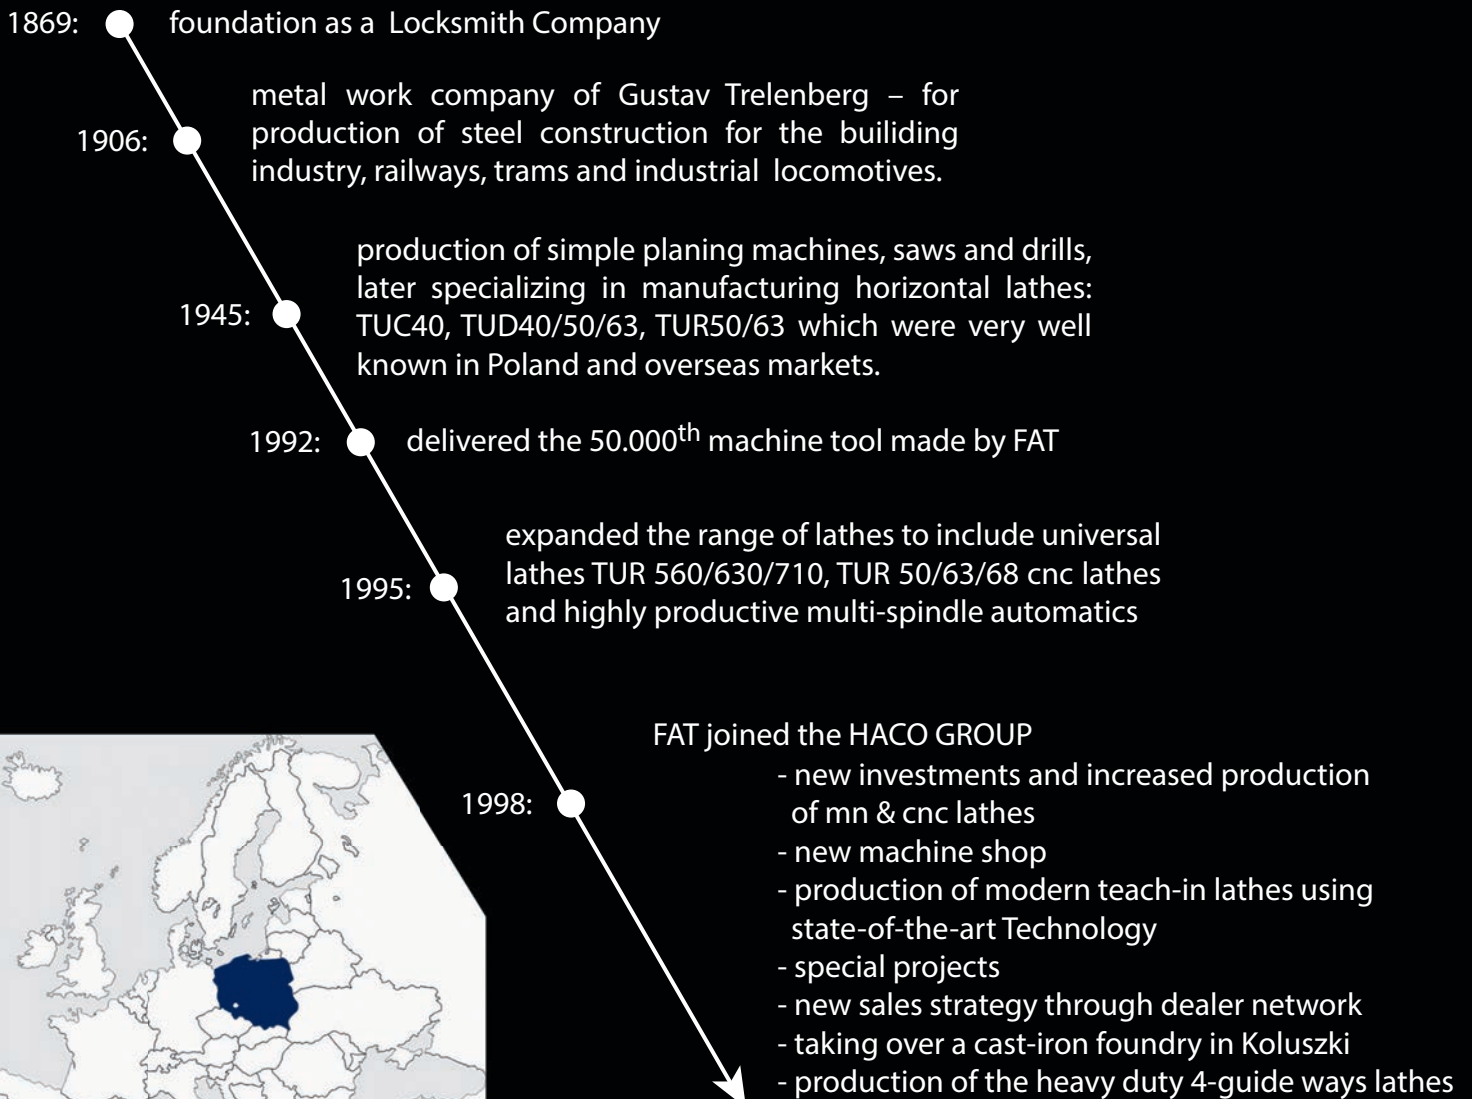 1869: foundation as a Locksmith Company
metal work company of Gustav Trelenberg – for
1906: production of steel construction for the builiding
industry, railways, trams and industrial locomotives.
production of simple planing machines, saws and drills,
later specializing in manufacturing horizontal lathes:
1945: TUC40, TUD40/50/63, TUR50/63 which were very well
known in Poland and overseas markets.
1992: delivered the 50.000th machine tool made by FAT
expanded the range of lathes to include universal
1995: lathes TUR 560/630/710, TUR 50/63/68 cnc lathes
and highly productive multi-spindle automatics
FAT joined the HACO GROUP
- new investments and increased production
1998: of mn & cnc lathes
- new machine shop
- production of modern teach-in lathes using
state-of-the-art Technology
- special projects
- new sales strategy through dealer network
- taking over a cast-iron foundry in Koluszki
- production of the heavy duty 4-guide ways lathes